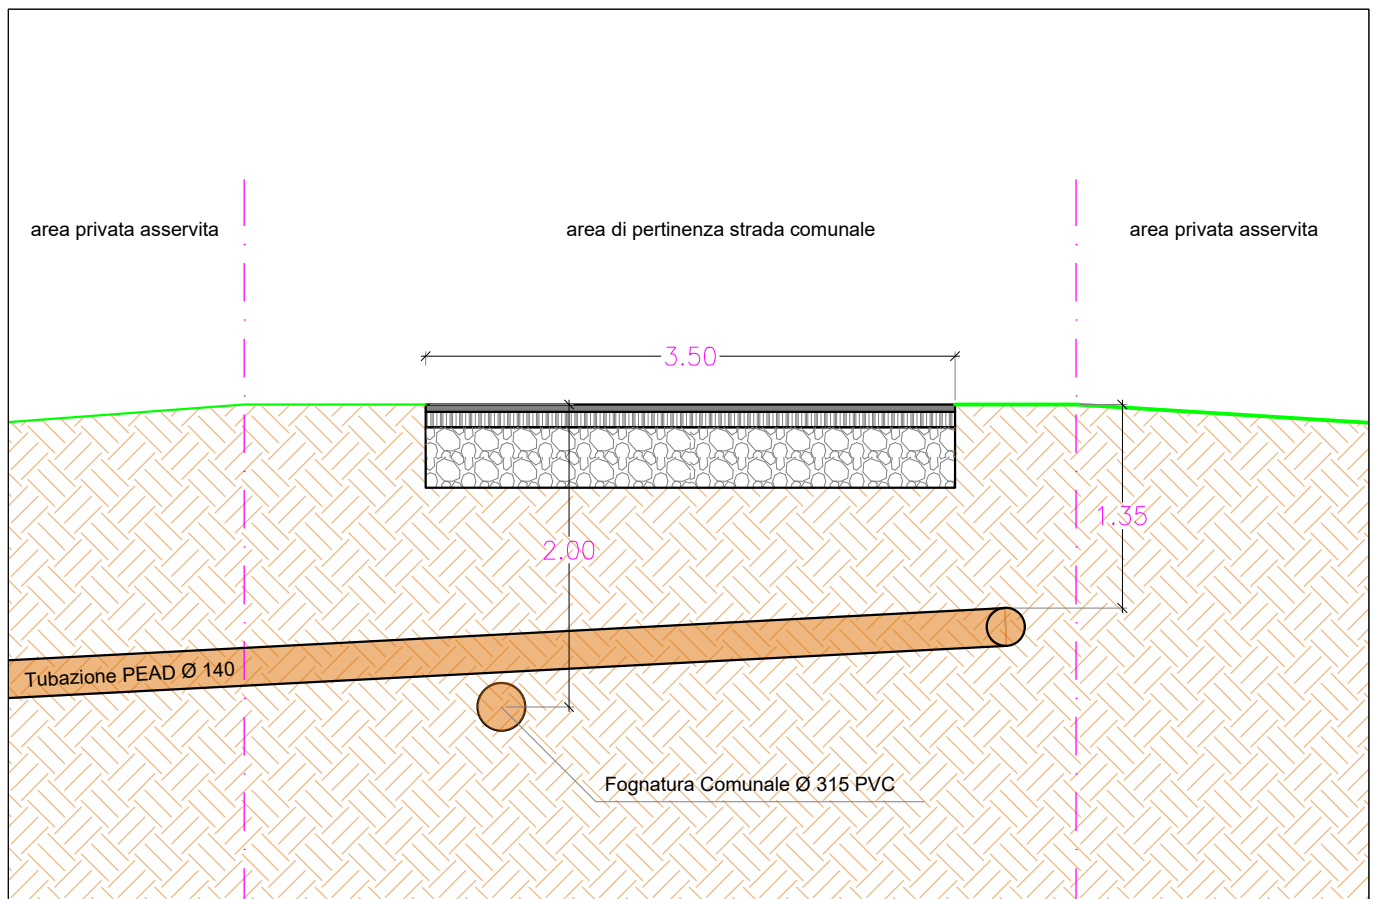 area privata asservita
area di pertinenza strada comunale
area privata asservita
3.50
1.35
2.00
Tubazione PEAD Ø 140
Fognatura Comunale Ø 315 PVC